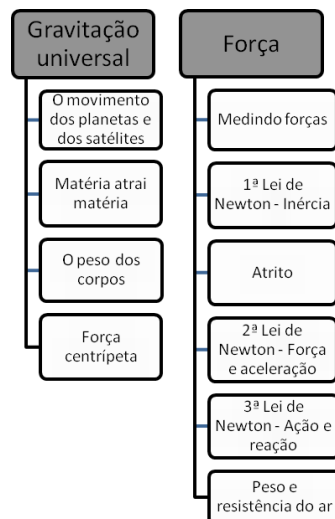 Gravitação
universal
O movimento
dos planetas e
dos satélites
Matéria atrai
matéria
O peso dos
corpos
Força
centrípeta
Força
Medindo forças
1ª Lei de
Newton - Inércia
Atrito
2ª Lei de
Newton - Força
e aceleração
3ª Lei de
Newton - Ação e
reação
Peso e
resistência do ar